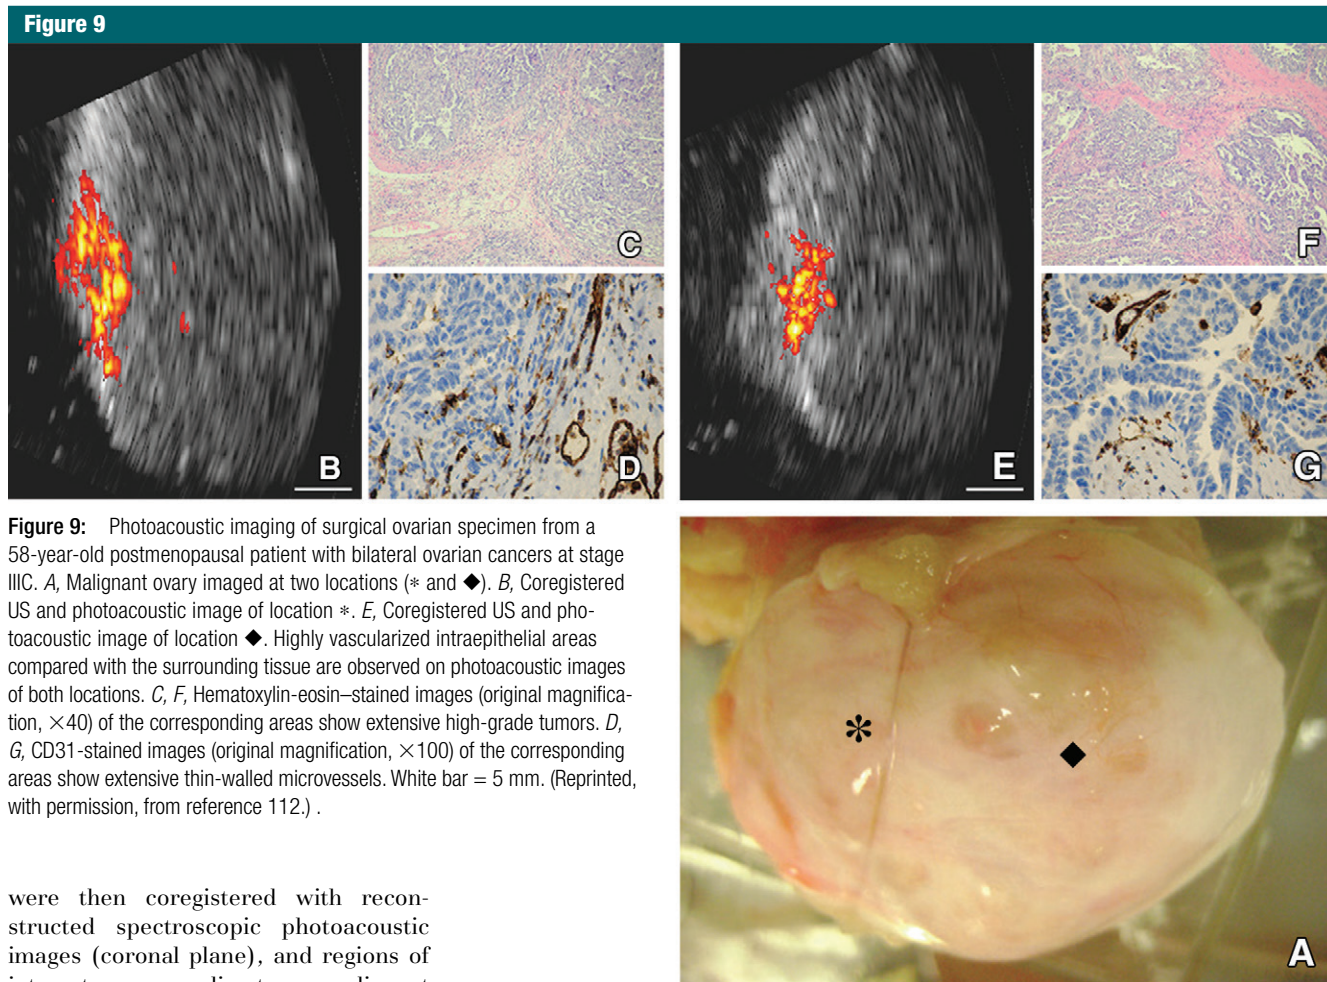 Figure 9
B
C
D
E
F
G
Figure 9: Photoacoustic imaging of surgical ovarian specimen from a
58-year-old postmenopausal patient with bilateral ovarian cancers at stage
IIIC. A, Malignant ovary imaged at two locations (* and ◆). B, Coregistered
US and photoacoustic image of location *. E, Coregistered US and pho-
toacoustic image of location ◆. Highly vascularized intraepithelial areas
compared with the surrounding tissue are observed on photoacoustic images
of both locations. C, F, Hematoxylin-eosin–stained images (original magnifica-
tion, ×40) of the corresponding areas show extensive high-grade tumors. D,
G, CD31-stained images (original magnification, ×100) of the corresponding
areas show extensive thin-walled microvessels. White bar = 5 mm. (Reprinted,
with permission, from reference 112.) .
* ◆
A
were then coregistered with recon-
structed spectroscopic photoacoustic
images (coronal plane), and regions of